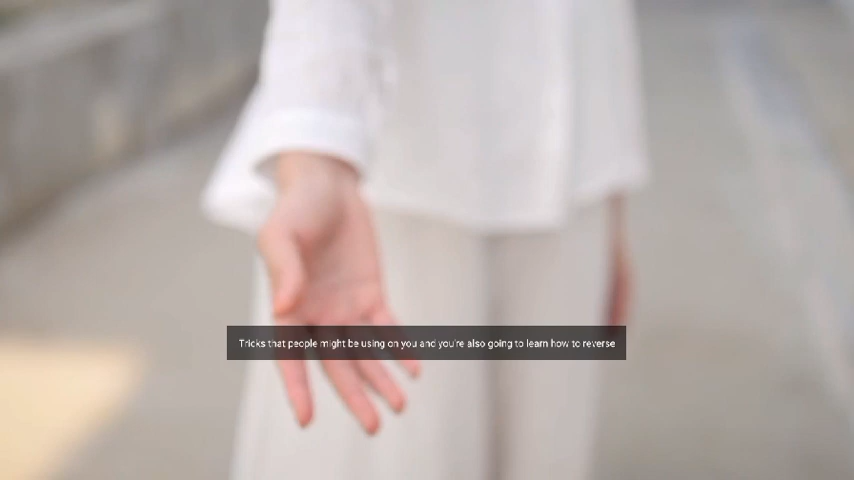 Tricks that people might be using on you and you're also going to learn how to reverse